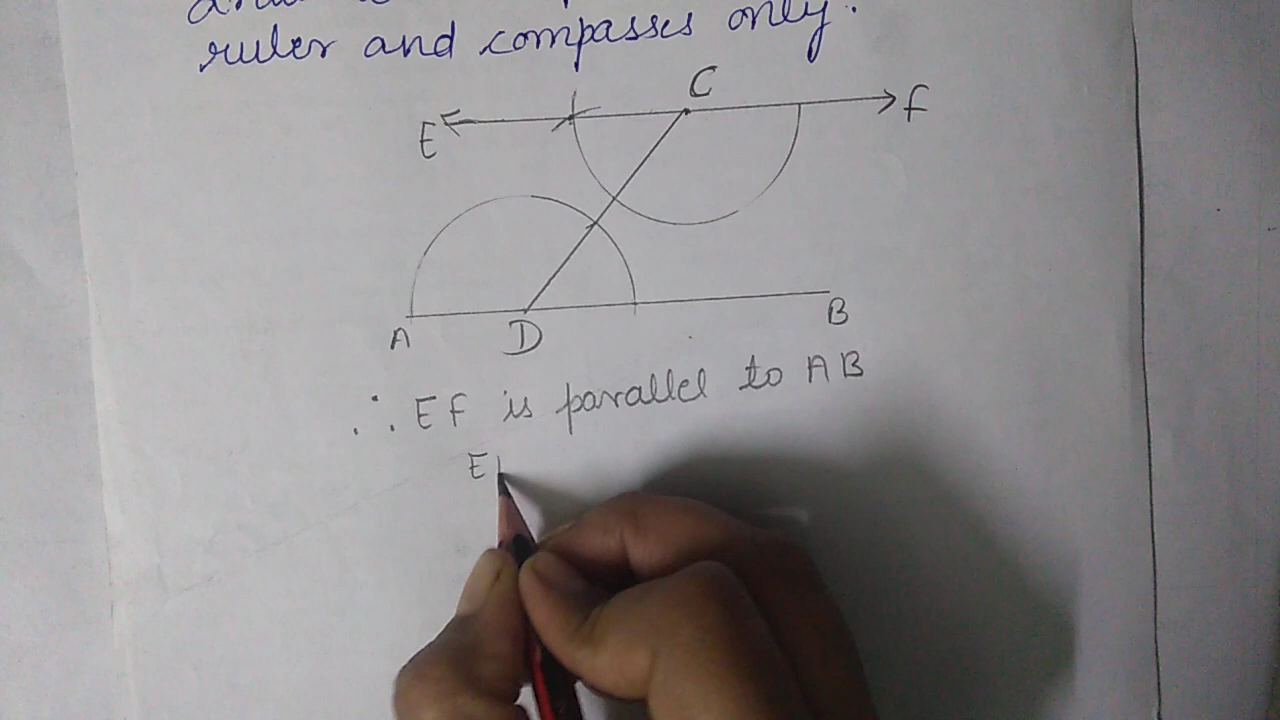 ruler and compasses only.
C
E F
A D B
∴ EF is parallel to AB
E